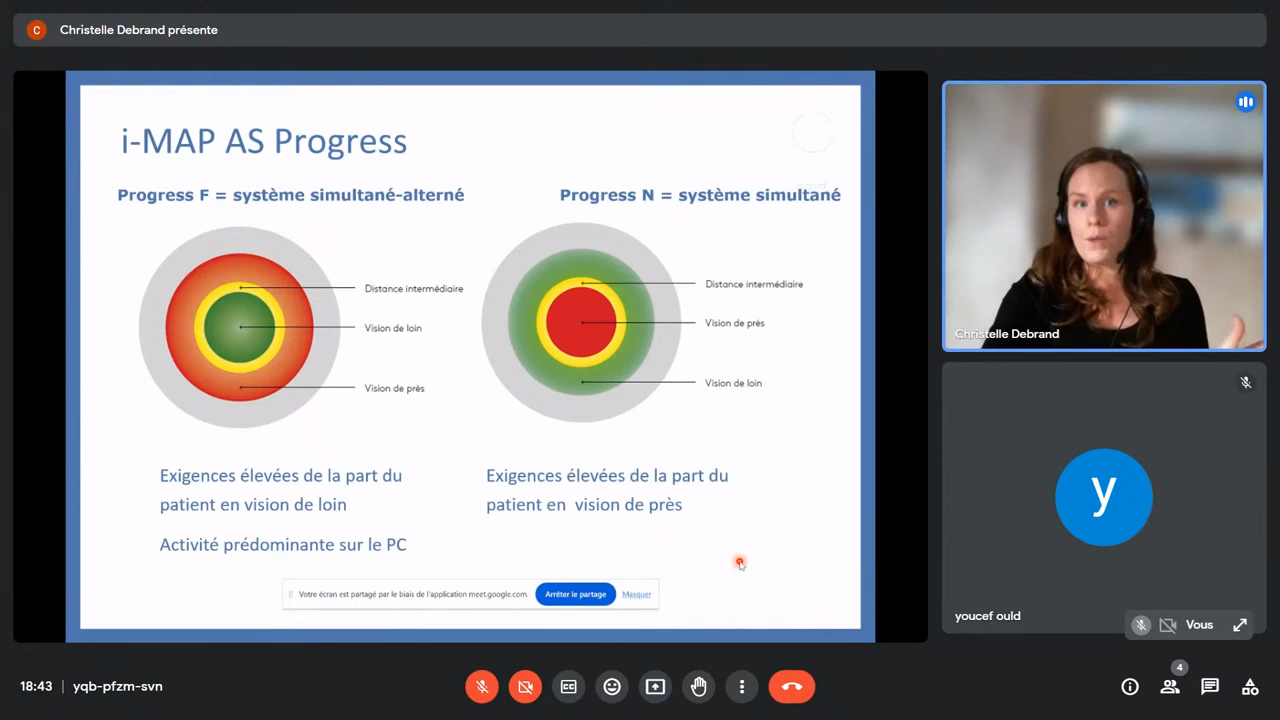 C
Christelle Debrand présente
i-MAP AS Progress
Progress F = système simultané-alterné
Progress N = système simultané
Distance intermédiaire
Vision de loin
Vision de près
Distance intermédiaire
Vision de près
Vision de loin
Exigences élevées de la part du
patient en vision de loin
Activité prédominante sur le PC
Exigences élevées de la part du
patient en  vision de près
Votre écran est partagé par le biais de l'application meet.google.com.
Arrêter le partage
Masquer
Christelle Debrand
y
youcef ould
Vous
18:43 | yqb-pfzm-svn
4